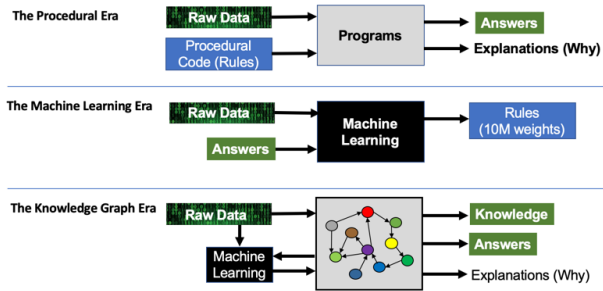 The Procedural Era
Raw Data
Procedural
Code (Rules)
Programs
Answers
Explanations (Why)
The Machine Learning Era
Raw Data
Answers
Machine
Learning
Rules
(10M weights)
The Knowledge Graph Era
Raw Data
Machine
Learning
Knowledge
Answers
Explanations (Why)